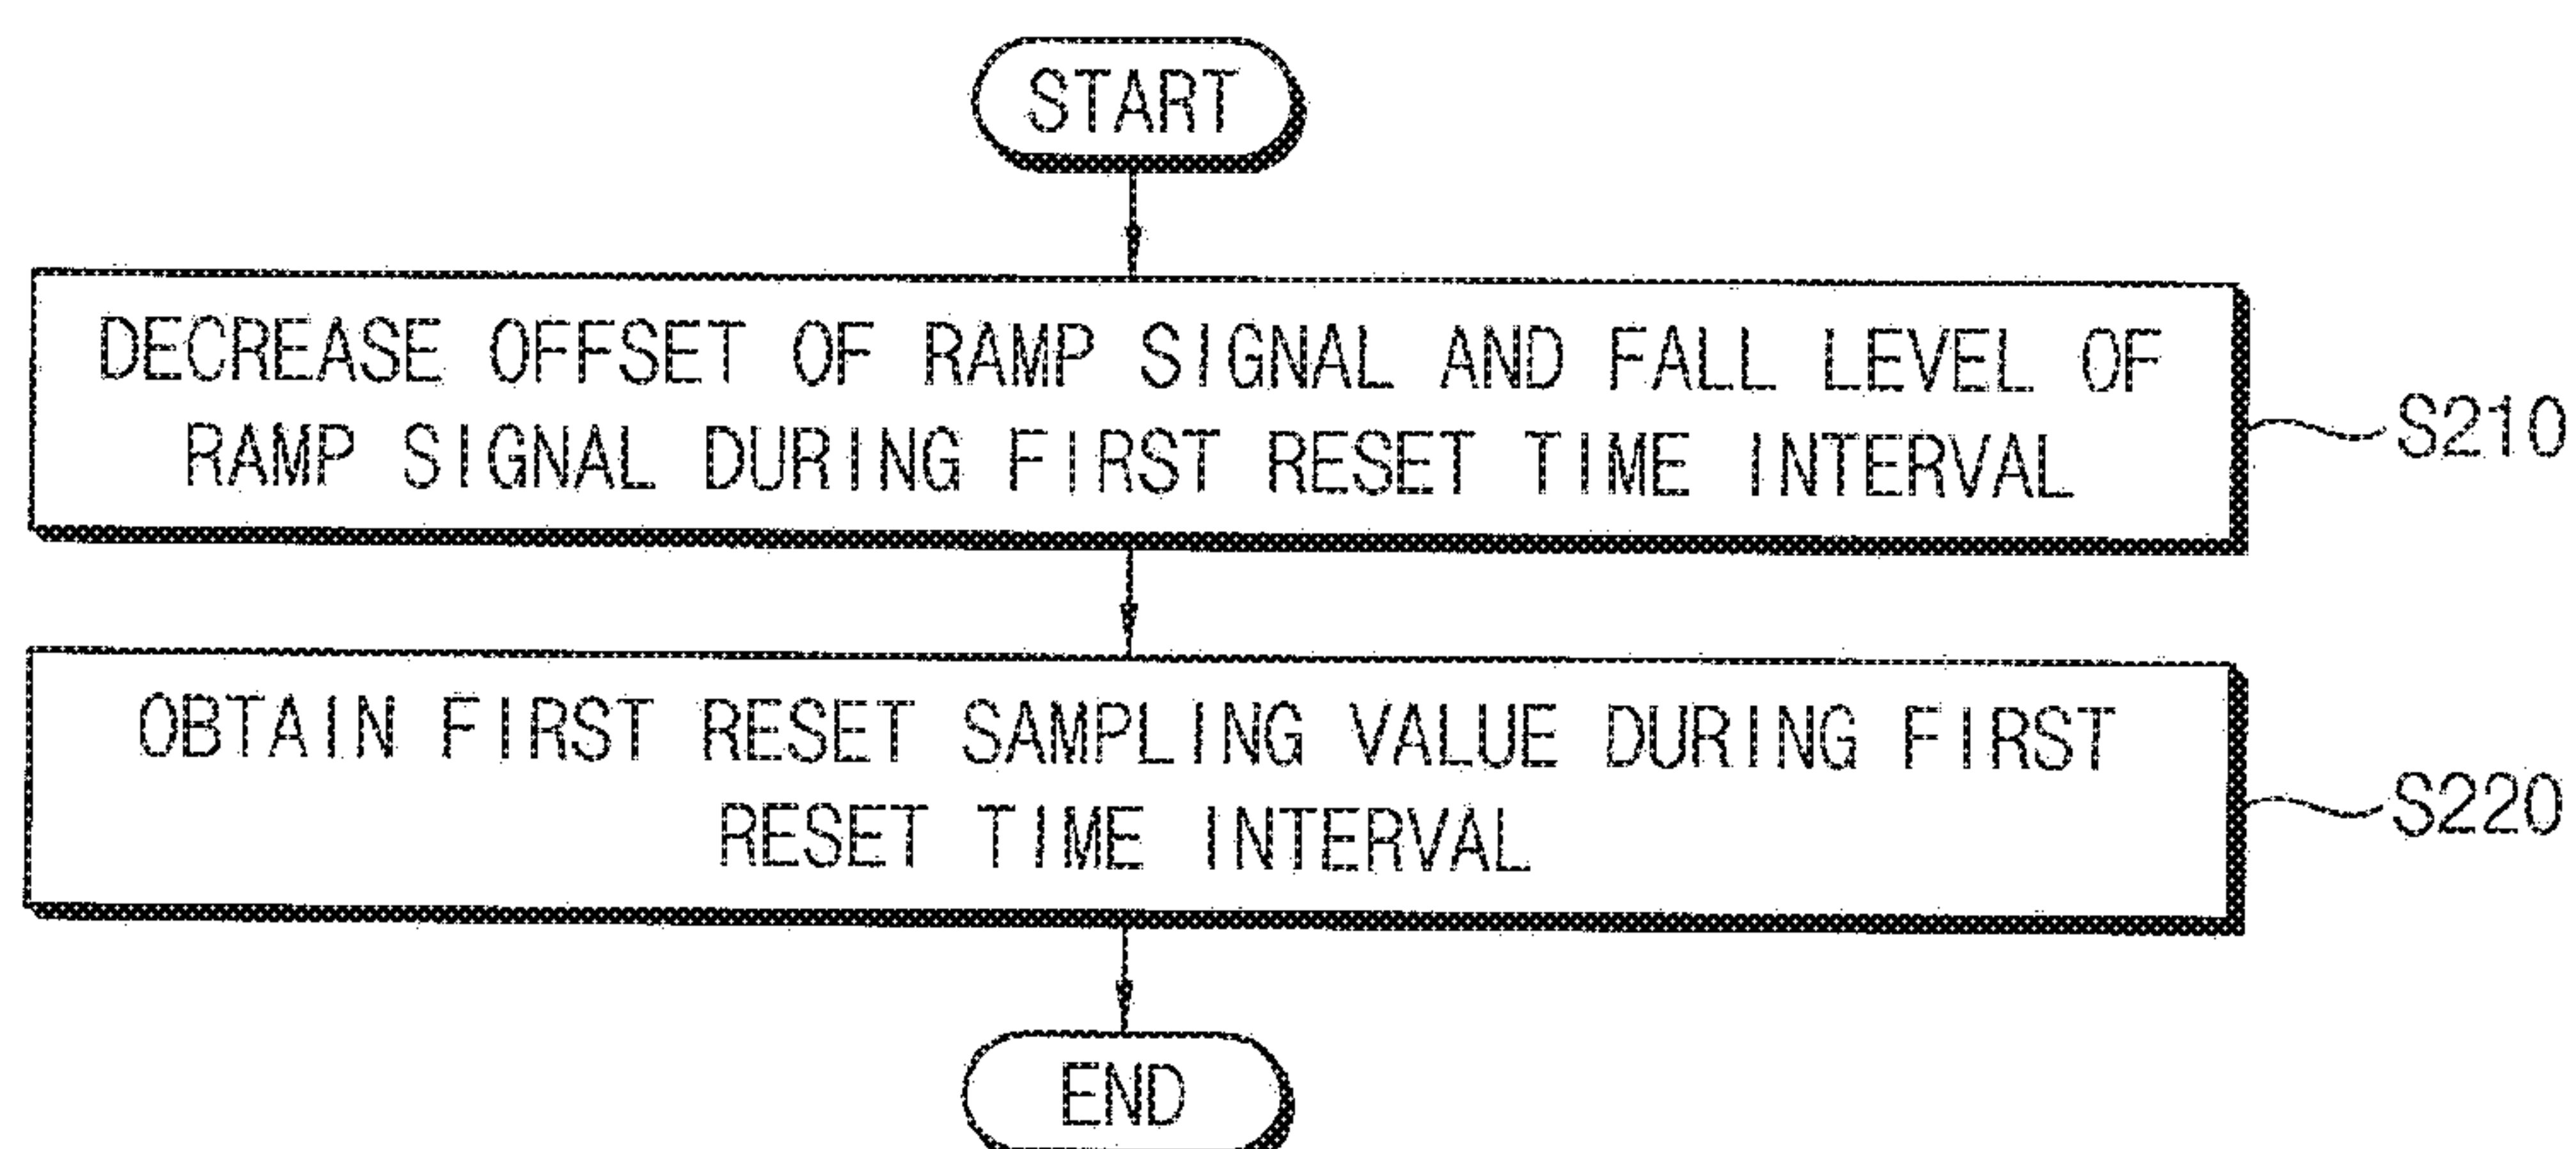 START
DECREASE OFFSET OF RAMP SIGNAL AND FALL LEVEL OF
RAMP SIGNAL DURING FIRST RESET TIME INTERVAL
S210
OBTAIN FIRST RESET SAMPLING VALUE DURING FIRST
RESET TIME INTERVAL
S220
END